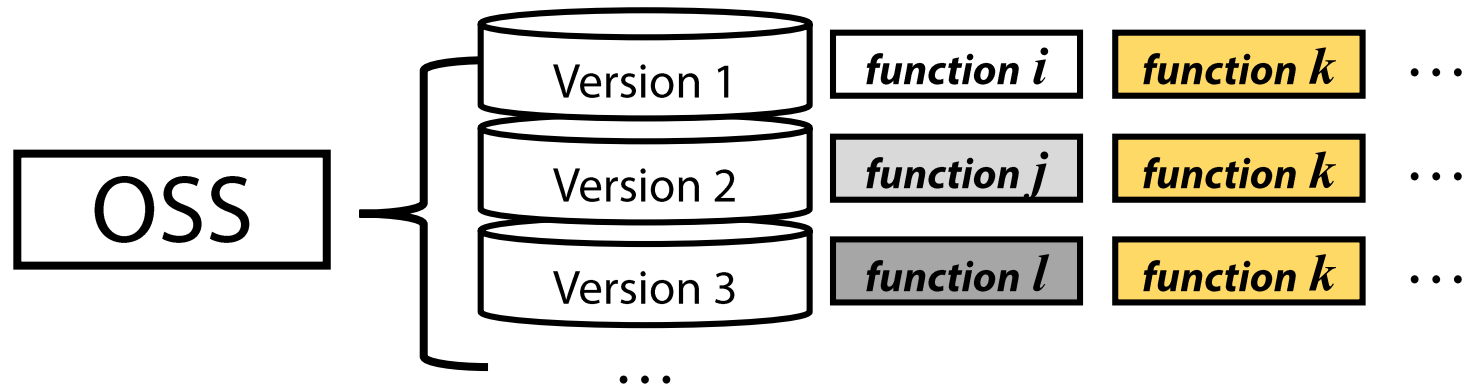 OSS
Version 1
function i
function k
...
Version 2
function j
function k
...
Version 3
function l
function k
...
...